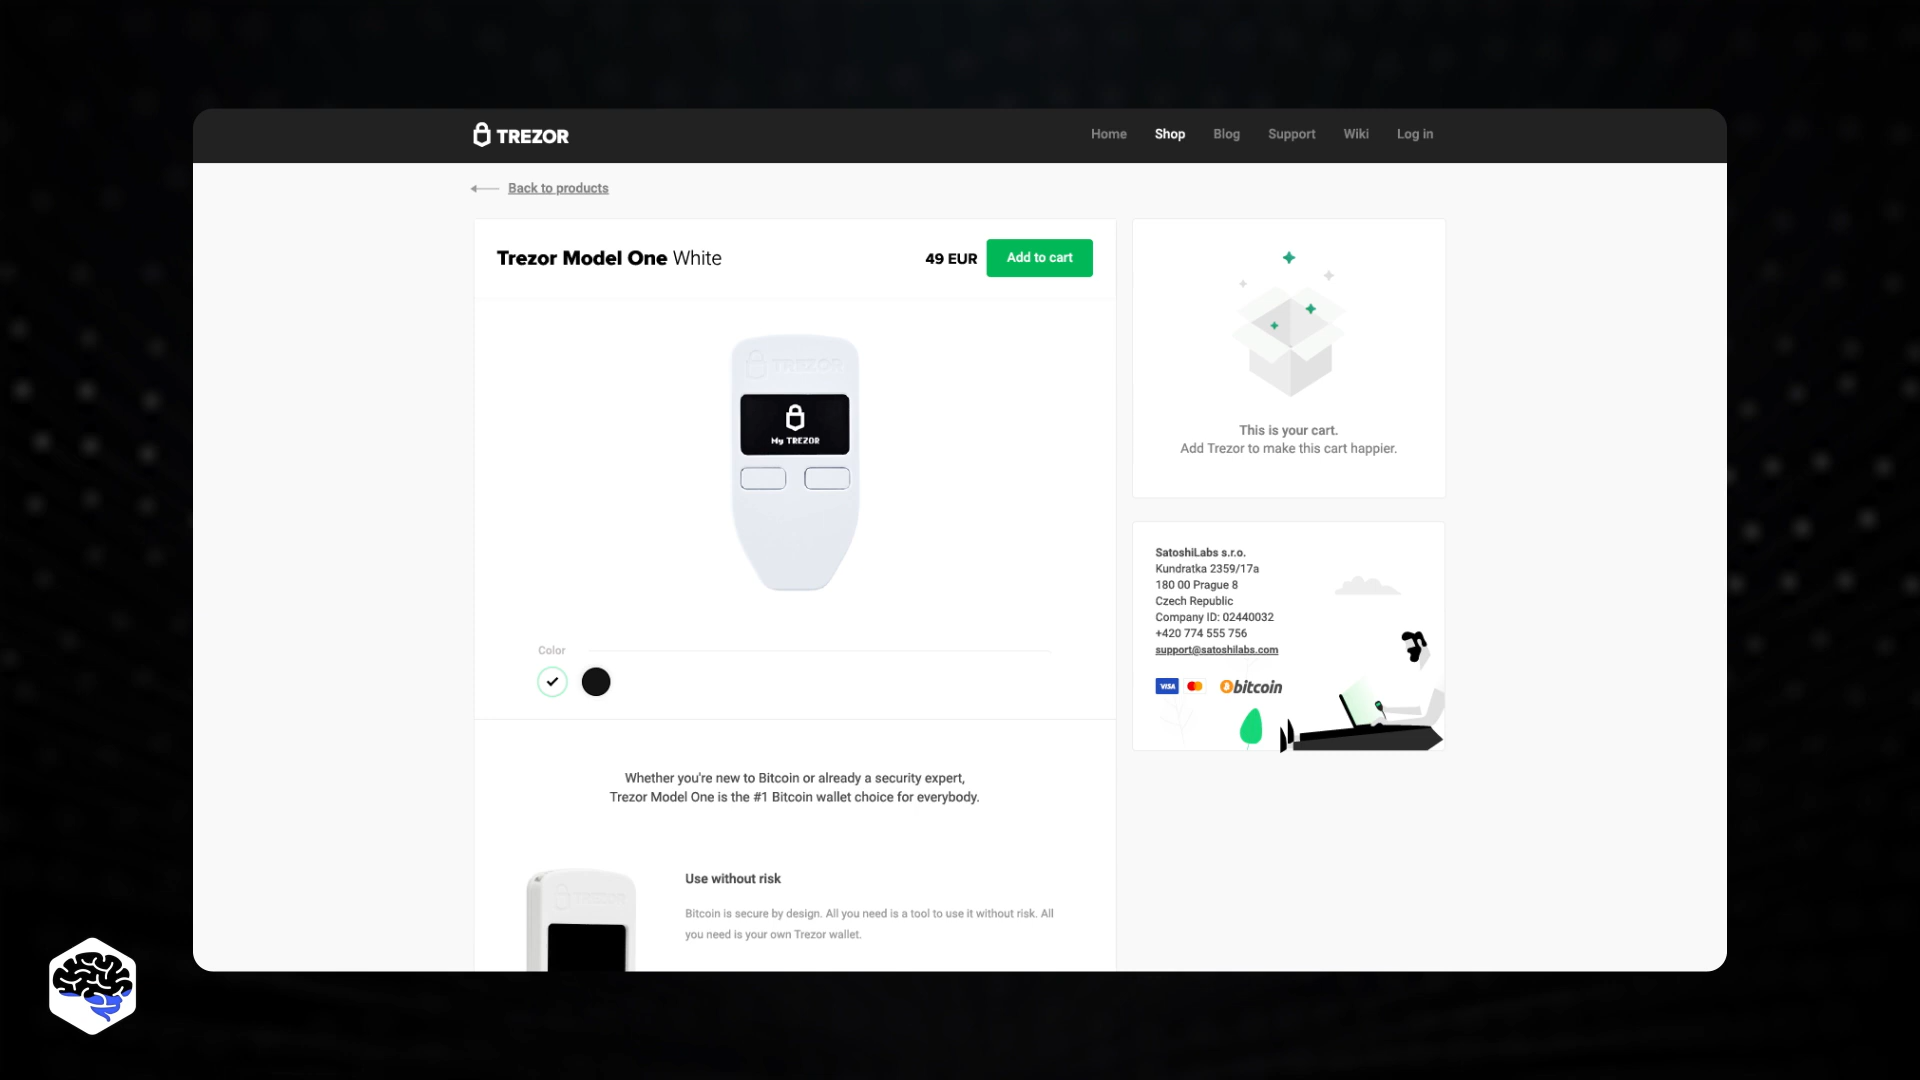 TREZOR
Home Shop Blog Support Wiki Log in
Back to products
Trezor Model One White
49 EUR
Add to cart
TREZOR
My TREZOR
Color
Whether you're new to Bitcoin or already a security expert,
Trezor Model One is the #1 Bitcoin wallet choice for everybody.
TREZOR
Use without risk
Bitcoin is secure by design. All you need is a tool to use it without risk. All
you need is your own Trezor wallet.
This is your cart.
Add Trezor to make this cart happier.
SatoshiLabs s.r.o.
Kundratka 2359/17a
180 00 Prague 8
Czech Republic
Company ID: 02440032
+420 774 555 756
support@satoshilabs.com
VISA
bitcoin